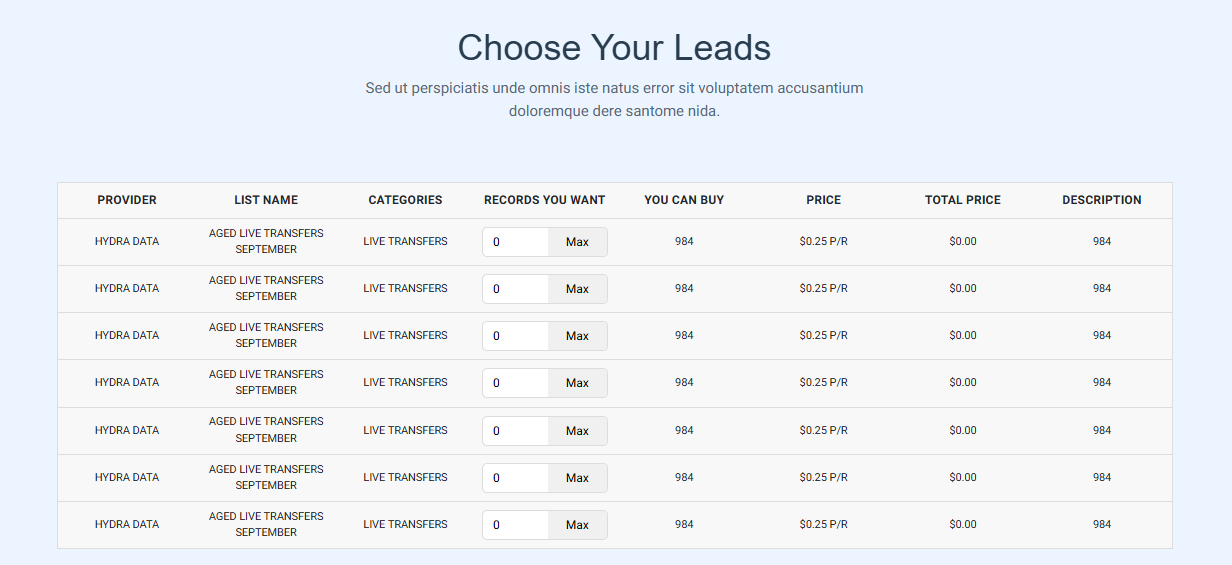 Choose Your Leads
Sed ut perspiciatis unde omnis iste natus error sit voluptatem accusantium
doloremque dere santome nida.
PROVIDER LIST NAME CATEGORIES RECORDS YOU WANT YOU CAN BUY PRICE TOTAL PRICE DESCRIPTION
HYDRA DATA AGED LIVE TRANSFERS SEPTEMBER LIVE TRANSFERS 0 Max 984 $0.25 P/R $0.00 984
HYDRA DATA AGED LIVE TRANSFERS SEPTEMBER LIVE TRANSFERS 0 Max 984 $0.25 P/R $0.00 984
HYDRA DATA AGED LIVE TRANSFERS SEPTEMBER LIVE TRANSFERS 0 Max 984 $0.25 P/R $0.00 984
HYDRA DATA AGED LIVE TRANSFERS SEPTEMBER LIVE TRANSFERS 0 Max 984 $0.25 P/R $0.00 984
HYDRA DATA AGED LIVE TRANSFERS SEPTEMBER LIVE TRANSFERS 0 Max 984 $0.25 P/R $0.00 984
HYDRA DATA AGED LIVE TRANSFERS SEPTEMBER LIVE TRANSFERS 0 Max 984 $0.25 P/R $0.00 984
HYDRA DATA AGED LIVE TRANSFERS SEPTEMBER LIVE TRANSFERS 0 Max 984 $0.25 P/R $0.00 984